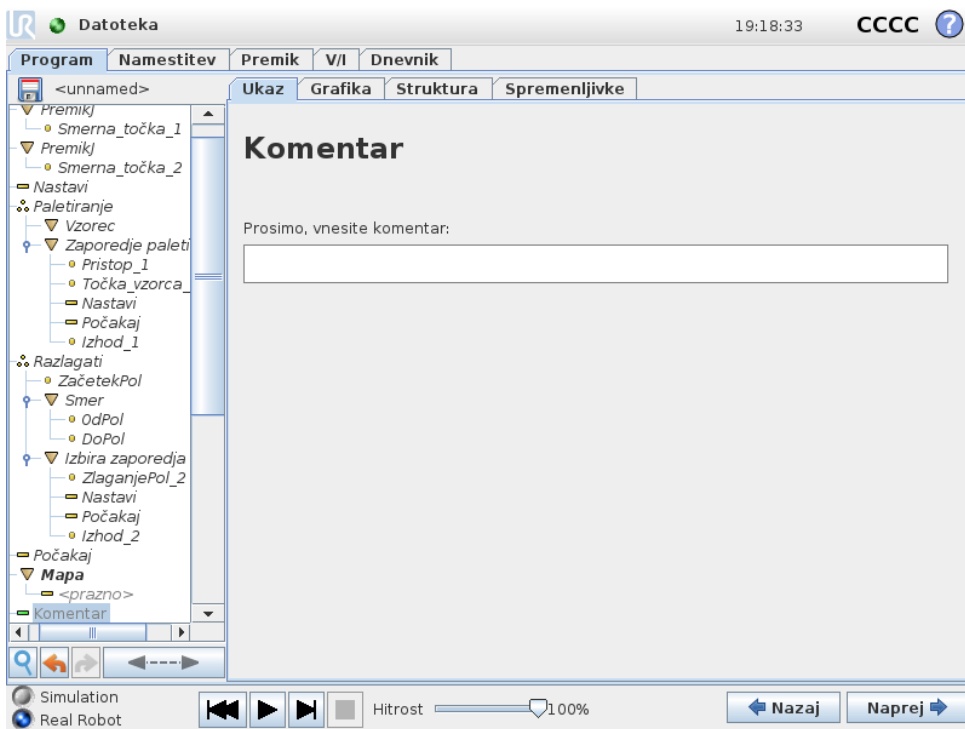 UR Datoteka 19:18:33 CCCC ?
Program Namestitev Premik V/I Dnevnik
<unnamed> Ukaz Grafika Struktura Spremenljivke
PremikJ
Smerna_točka_1
PremikJ
Smerna_točka_2
Nastavi
Paletiranje
Vzorec
Zaporedje paleti
Pristop_1
Točka_vzorca_
Nastavi
Počakaj
Izhod_1
Razlagati
ZačetekPol
Smer
OdPol
DoPol
Izbira zaporedja
ZlaganjePol_2
Nastavi
Počakaj
Izhod_2
Počakaj
Mapa
<prazno>
Komentar
Komentar
Prosimo, vnesite komentar:
Simulation
Real Robot
Hitrost 100%
Nazaj Naprej